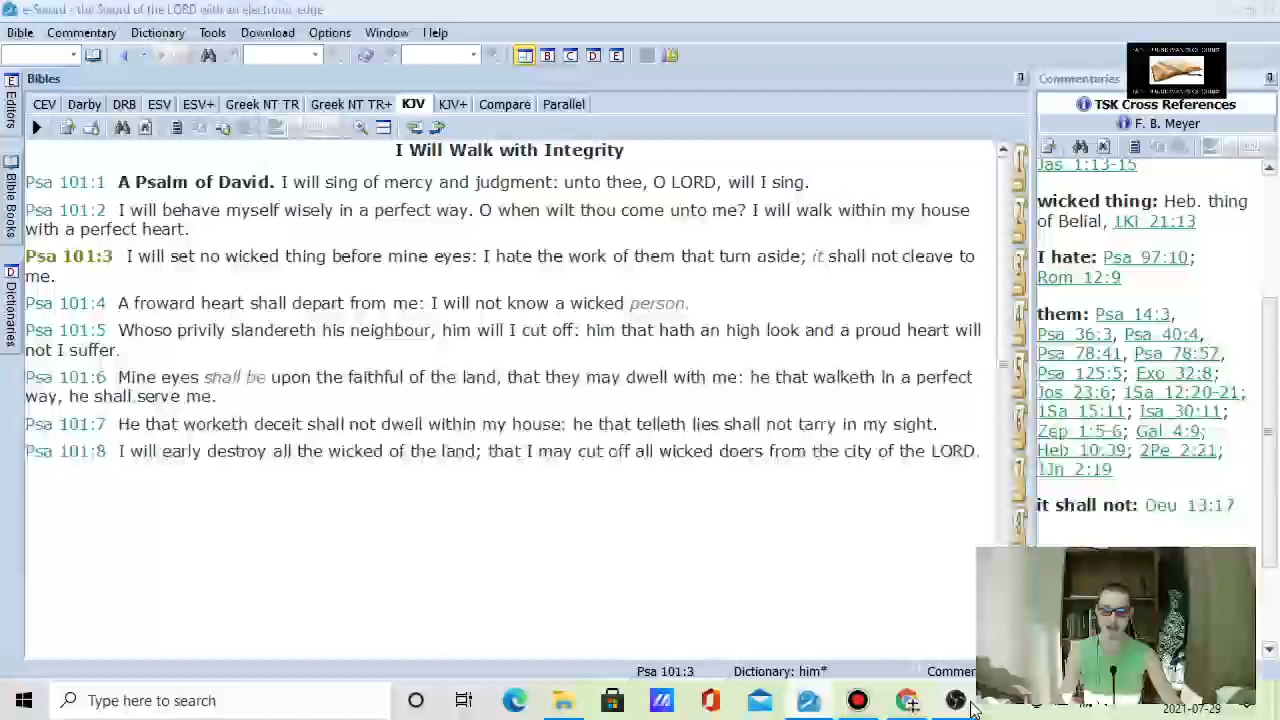 e-Sword - the Sword of the LORD with an electronic edge
Bible Commentary Dictionary Tools Download Options Window Help
B C D E
Bibles
Commentaries
CEV Darby DRB ESV ESV+ Greek NT TR Greek NT TR+ KJV KJV+ Compare Parallel
TSK Cross References
F. B. Meyer
Editors
Bible Books
Dictionaries
I Will Walk with Integrity
Psa 101:1 A Psalm of David. I will sing of mercy and judgment: unto thee, O LORD, will I sing.
Psa 101:2 I will behave myself wisely in a perfect way. O when wilt thou come unto me? I will walk within my house
with a perfect heart.
Psa 101:3 I will set no wicked thing before mine eyes: I hate the work of them that turn aside; it shall not cleave to
me.
Psa 101:4 A froward heart shall depart from me: I will not know a wicked person.
Psa 101:5 Whoso privily slandereth his neighbour, him will I cut off: him that hath an high look and a proud heart will
not I suffer.
Psa 101:6 Mine eyes shall be upon the faithful of the land, that they may dwell with me: he that walketh in a perfect
way, he shall serve me.
Psa 101:7 He that worketh deceit shall not dwell within my house: he that telleth lies shall not tarry in my sight.
Psa 101:8 I will early destroy all the wicked of the land; that I may cut off all wicked doers from the city of the LORD.
Jas 1:13-15
wicked thing: Heb. thing
of Belial, 1Ki 21:13
I hate: Psa 97:10;
Rom 12:9
them: Psa 14:3,
Psa 36:3, Psa 40:4,
Psa 78:41, Psa 78:57,
Psa 125:5; Exo 32:8;
Jos 23:6; 1Sa 12:20-21;
1Sa 15:11; Isa 30:11;
Zep 1:5-6; Gal 4:9;
Heb 10:39; 2Pe 2:21;
1Jn 2:19
it shall not: Deu 13:17
Psa 101:3 Dictionary: him* Commen
Type here to search
2021-07-29